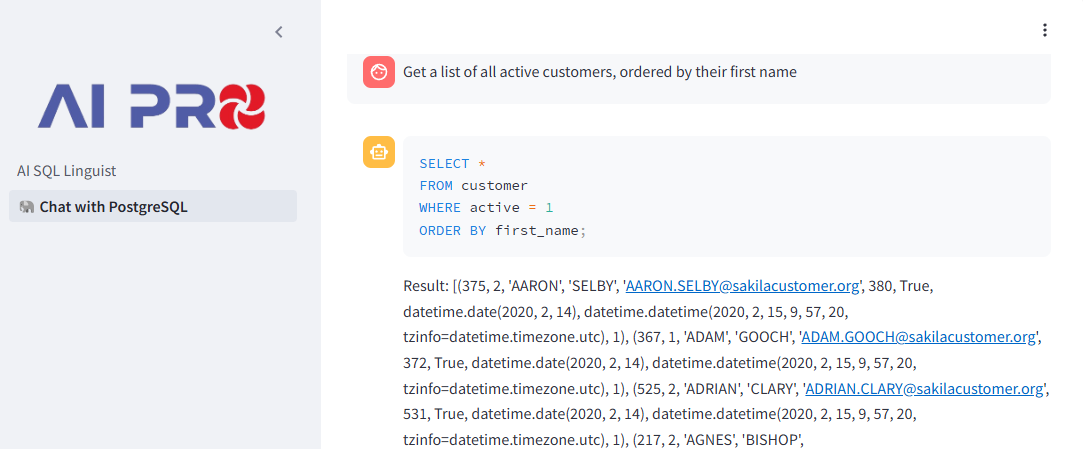 AI PRO
AI SQL Linguist
🐘 Chat with PostgreSQL
Get a list of all active customers, ordered by their first name
SELECT *
FROM customer
WHERE active = 1
ORDER BY first_name;
Result: [(375, 2, 'AARON', 'SELBY', 'AARON.SELBY@sakilacustomer.org', 380, True,
datetime.date(2020, 2, 14), datetime.datetime(2020, 2, 15, 9, 57, 20,
tzinfo=datetime.timezone.utc), 1), (367, 1, 'ADAM', 'GOOCH', 'ADAM.GOOCH@sakilacustomer.org',
372, True, datetime.date(2020, 2, 14), datetime.datetime(2020, 2, 15, 9, 57, 20,
tzinfo=datetime.timezone.utc), 1), (525, 2, 'ADRIAN', 'CLARY', 'ADRIAN.CLARY@sakilacustomer.org',
531, True, datetime.date(2020, 2, 14), datetime.datetime(2020, 2, 15, 9, 57, 20,
tzinfo=datetime.timezone.utc), 1), (217, 2, 'AGNES', 'BISHOP',